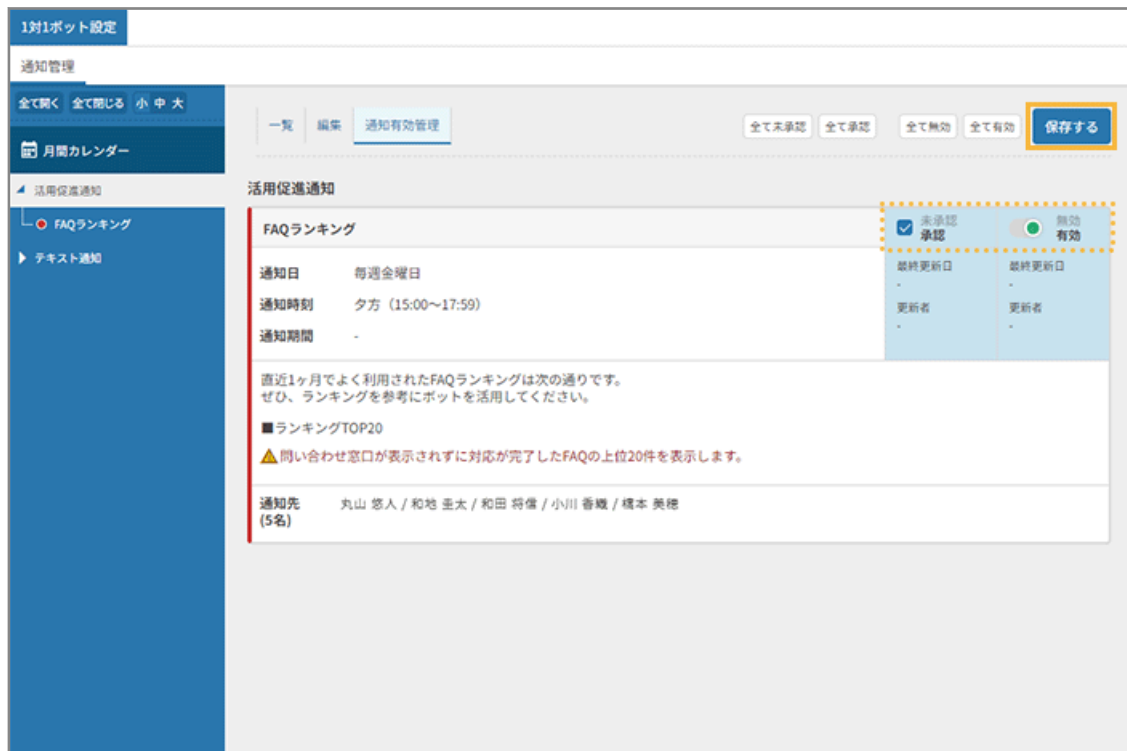 1対1ボット設定
通知管理
全て開く 全て閉じる 小 中 大
月間カレンダー
活用促進通知
FAQランキング
テキスト通知
一覧 編集 通知有効管理
全て未承認 全て承認 全て無効 全て有効 保存する
活用促進通知
FAQランキング
未承認
承認
無効
有効
通知日 毎週金曜日
通知時刻 夕方（15:00〜17:59）
通知期間 -
最終更新日
-
更新者
-
最終更新日
-
更新者
-
直近1ヶ月でよく利用されたFAQランキングは次の通りです。
ぜひ、ランキングを参考にボットを活用してください。
■ランキングTOP20
問い合わせ窓口が表示されずに対応が完了したFAQの上位20件を表示します。
通知先 丸山 悠人 / 和地 圭太 / 和田 将信 / 小川 香織 / 橋本 美穂
(5名)